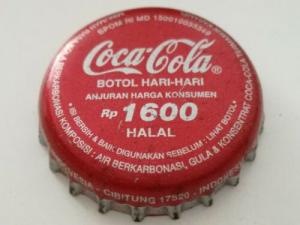 BPOM RI MD
Coca-Cola
BOTOL HARI-HARI
ANJURAN HARGA KONSUMEN
Rp 1600
HALAL
BERSIH & BAIK DIGUNAKAN SEBELUM : LIHAT BOTOL
KOMPOSISI : AIR BERKARBONASI, GULA & KONSENTRAT COCA-COLA
CIBITUNG 17520 - INDONESIA